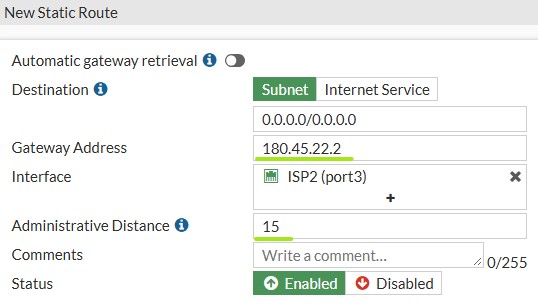 New Static Route
Automatic gateway retrieval
Destination Subnet Internet Service
0.0.0.0/0.0.0.0
Gateway Address 180.45.22.2
Interface ISP2 (port3)
+
Administrative Distance 15
Comments Write a comment... 0/255
Status Enabled Disabled